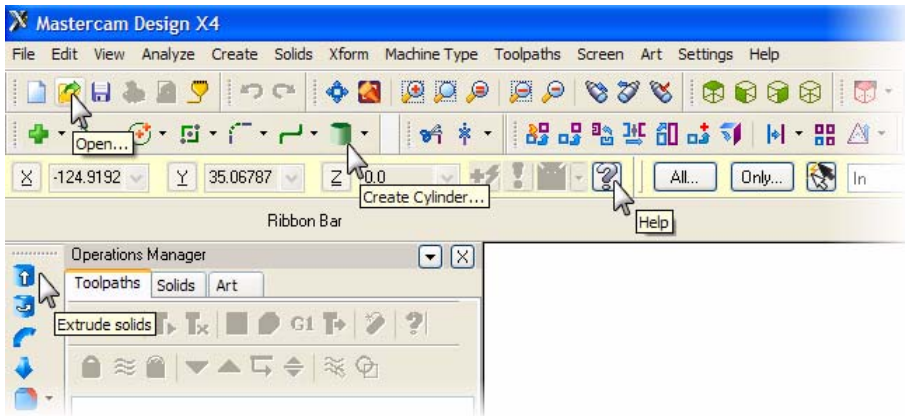 Mastercam Design X4
File Edit View Analyze Create Solids Xform Machine Type Toolpaths Screen Art Settings Help
Open...
X -124.9192 Y 35.06787 Z 0.0 All... Only... In
Create Cylinder...
Ribbon Bar Help
Operations Manager
Toolpaths Solids Art
Extrude solids G1